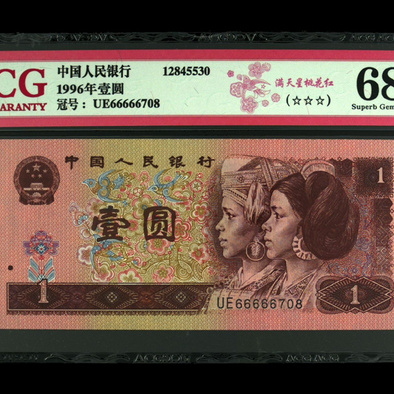 CG
ARANTY
中国人民银行 12845530
1996年壹圆
冠号: UE66666708
满天星桃花红
(☆☆☆)
68
Superb Gem
中国人民银行
壹圆
1
1
1
UE66666708